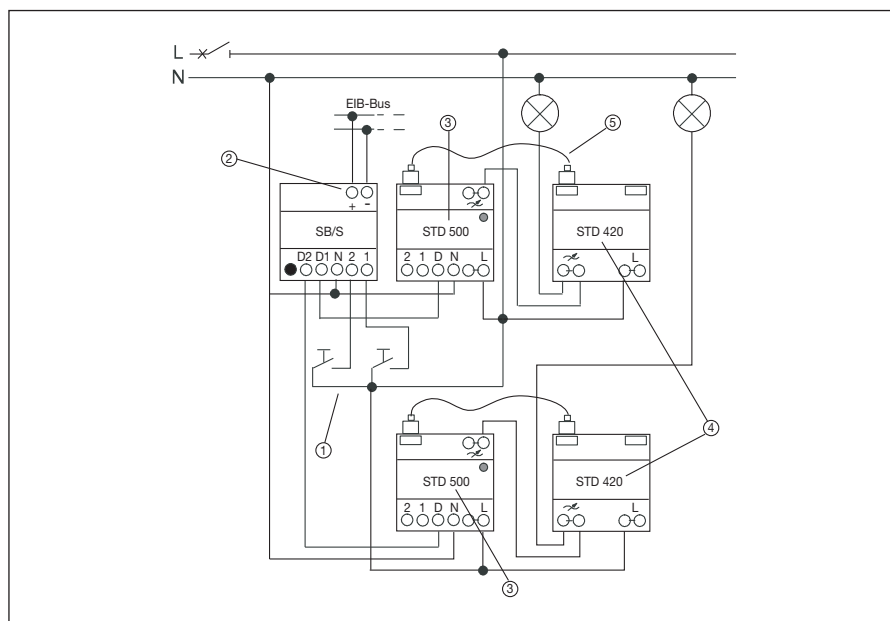 L
N
EIB-Bus
③
⑤
②
+ -
SB/S
STD 500
STD 420
D2 D1 N 2 1
2 1 D N L
L
①
④
STD 500
STD 420
2 1 D N L
L
③